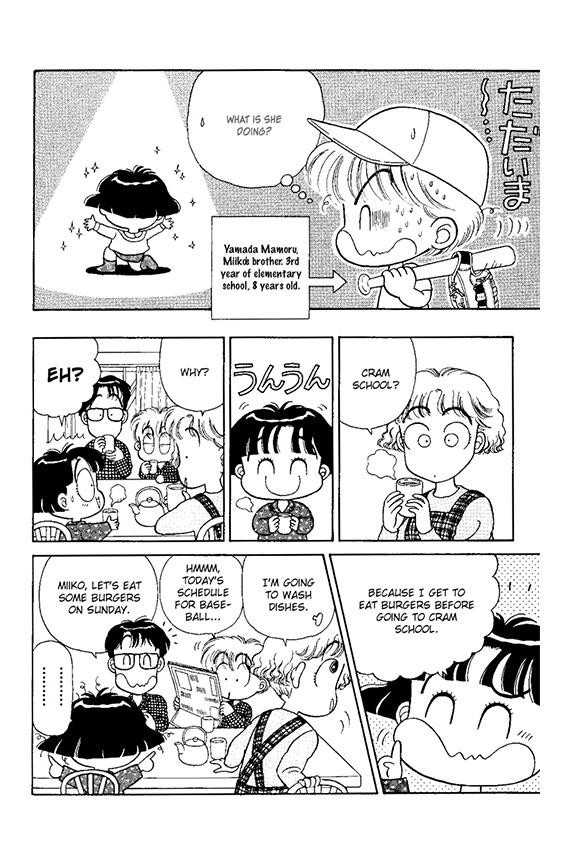 ただいま
WHAT IS SHE
DOING?
Yamada Mamoru,
Miiko's brother. 3rd
year of elementary
school, 8 years old.
CRAM
SCHOOL?
うんうん
WHY?
EH?
BECAUSE I GET TO
EAT BURGERS BEFORE
GOING TO CRAM
SCHOOL.
I'M GOING
TO WASH
DISHES.
HMMM,
TODAY'S
SCHEDULE
FOR BASE-
BALL...
MIIKO, LET'S EAT
SOME BURGERS
ON SUNDAY.
........